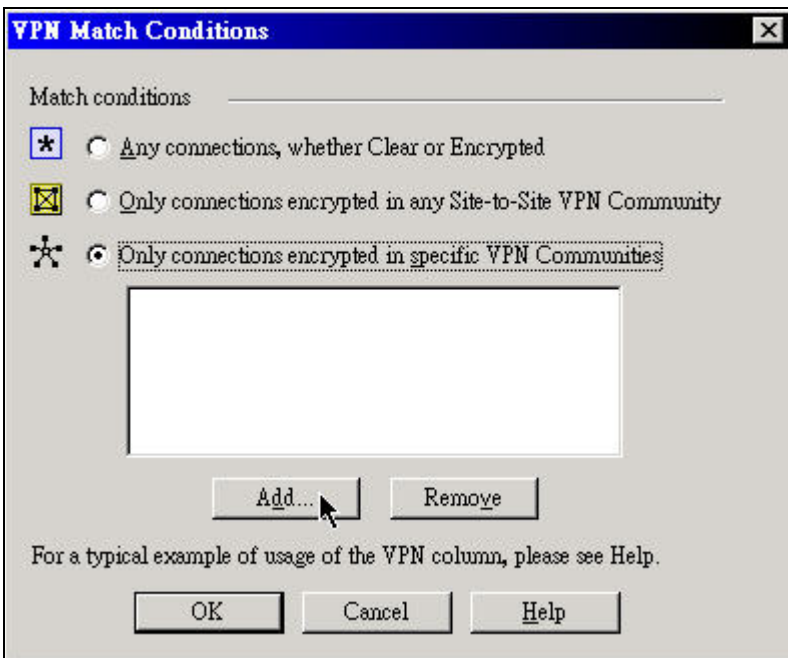 VPN Match Conditions
Match conditions
Any connections, whether Clear or Encrypted
Only connections encrypted in any Site-to-Site VPN Community
Only connections encrypted in specific VPN Communities
Add... Remove
For a typical example of usage of the VPN column, please see Help.
OK Cancel Help